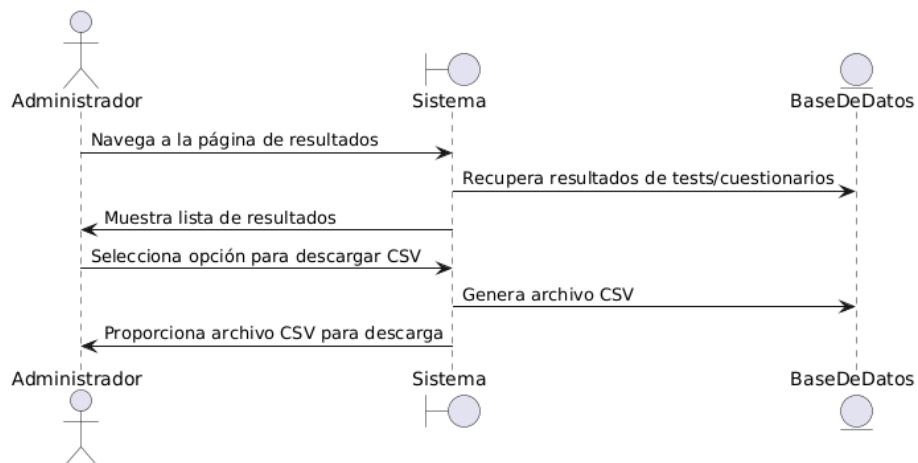 Administrador
Sistema
BaseDeDatos
Navega a la página de resultados
Recupera resultados de tests/cuestionarios
Muestra lista de resultados
Selecciona opción para descargar CSV
Genera archivo CSV
Proporciona archivo CSV para descarga
Administrador
Sistema
BaseDeDatos